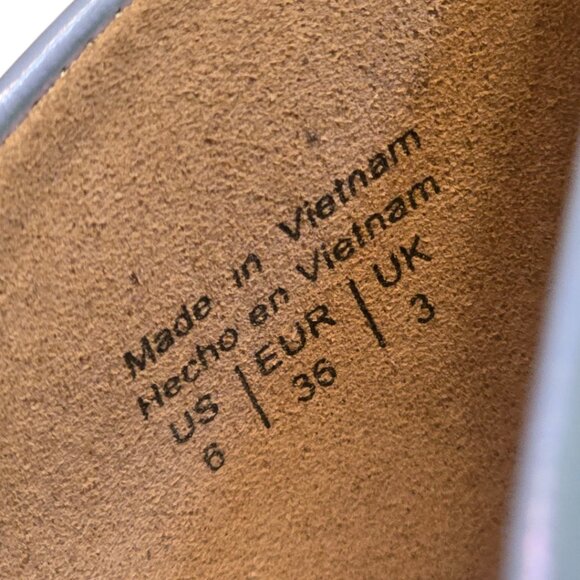 Made in Vietnam
Hecho en Vietnam
US | EUR | UK
6 | 36 | 3